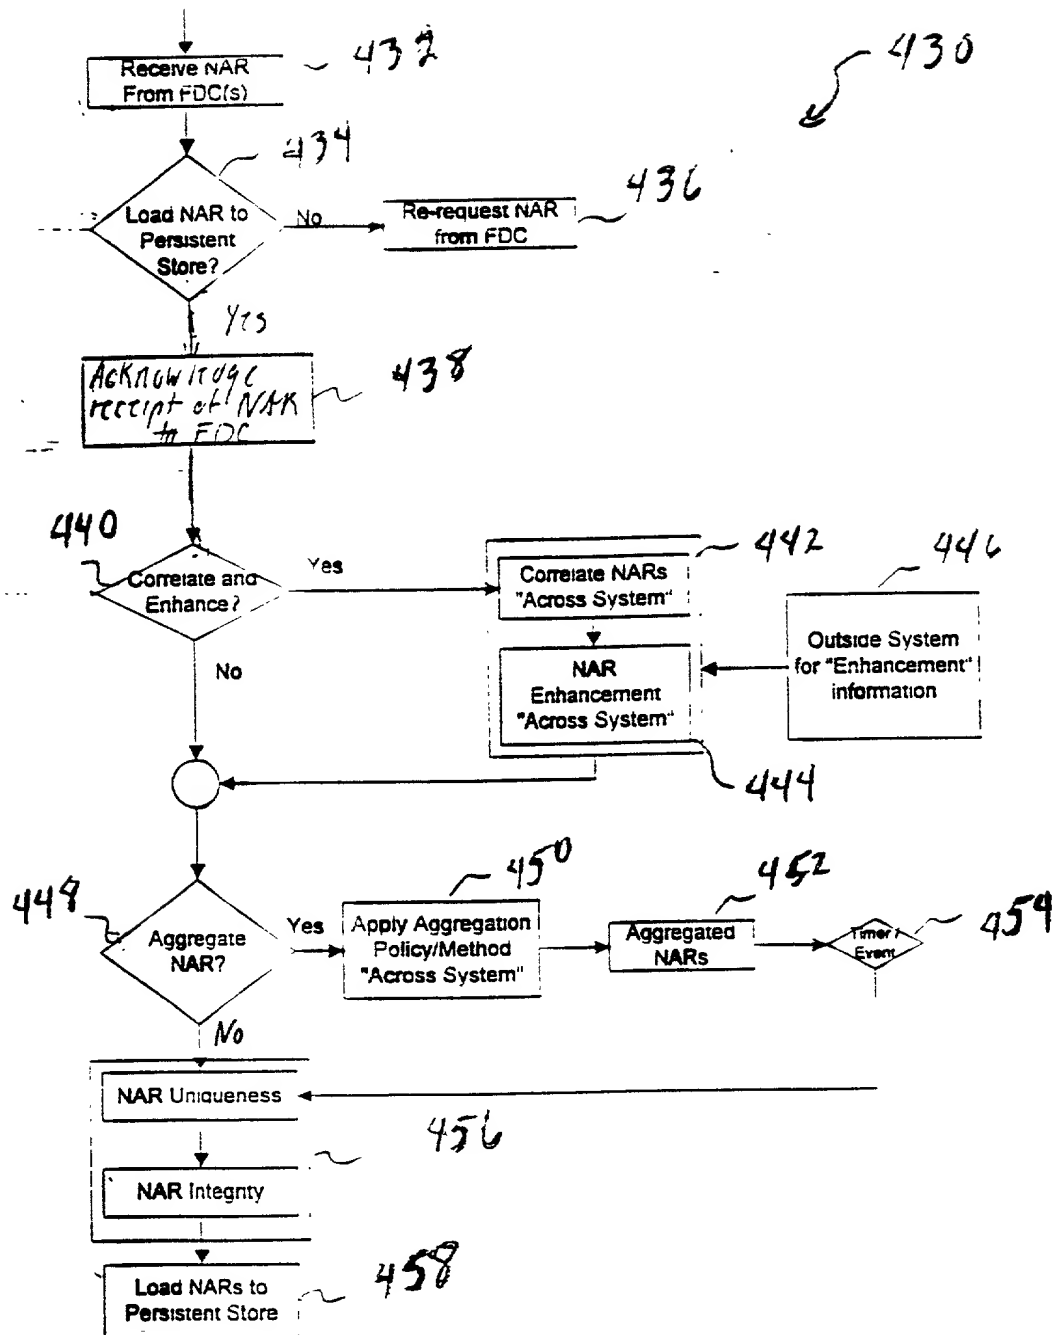 432
430
Receive NAR
From FDC(s)
434
Load NAR to
Persistent
Store?
No
Re-request NAR
from FDC
436
Yes
Acknowledge
receipt of NAR
to FDC
438
440
Correlate and
Enhance?
Yes
No
442
Correlate NARs
"Across System"
NAR
Enhancement
"Across System"
444
446
Outside System
for "Enhancement"
information
448
Aggregate
NAR?
Yes
No
450
Apply Aggregation
Policy/Method
"Across System"
452
Aggregated
NARs
Timer /
Event
454
NAR Uniqueness
NAR Integrity
456
Load NARs to
Persistent Store
458